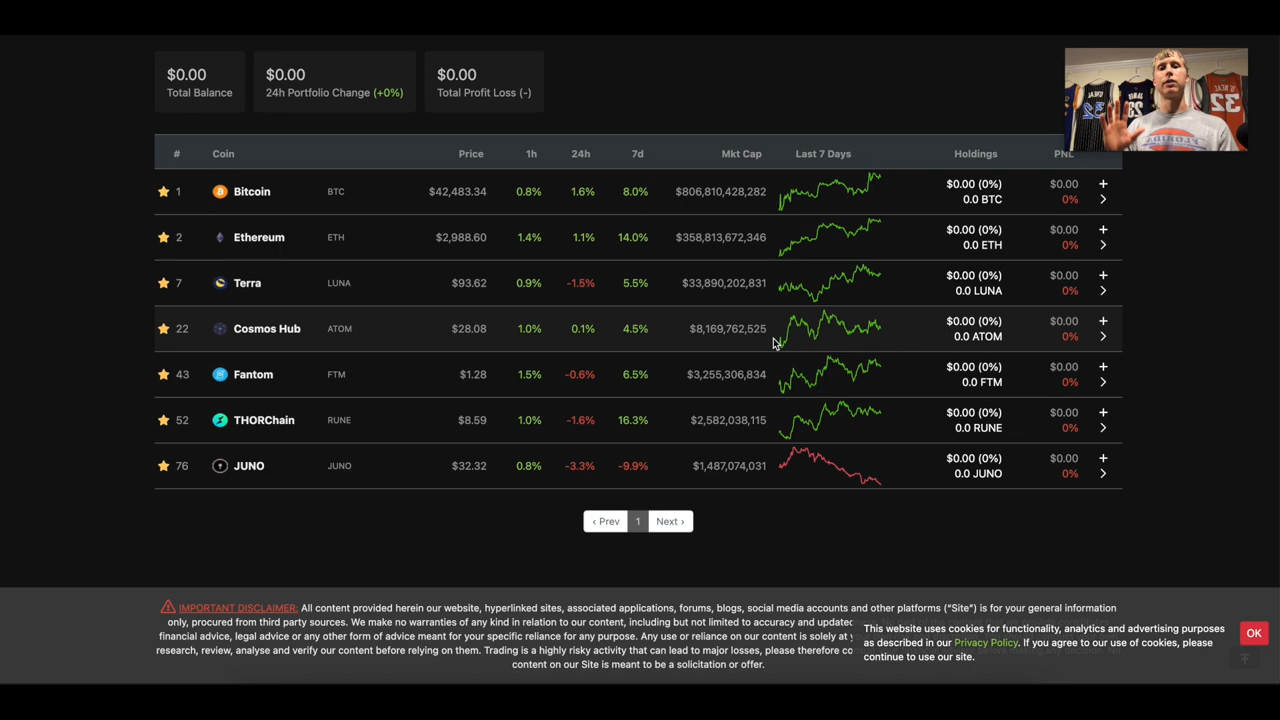 $0.00 $0.00 $0.00
Total Balance 24h Portfolio Change (+0%) Total Profit Loss (-)
# Coin Price 1h 24h 7d Mkt Cap Last 7 Days Holdings PNL
1 Bitcoin BTC $42,483.34 0.8% 1.6% 8.0% $806,810,428,282 $0.00 (0%) $0.00 +
0.0 BTC 0%
2 Ethereum ETH $2,988.60 1.4% 1.1% 14.0% $358,813,672,346 $0.00 (0%) $0.00 +
0.0 ETH 0%
7 Terra LUNA $93.62 0.9% -1.5% 5.5% $33,890,202,831 $0.00 (0%) $0.00 +
0.0 LUNA 0%
22 Cosmos Hub ATOM $28.08 1.0% 0.1% 4.5% $8,169,762,525 $0.00 (0%) $0.00 +
0.0 ATOM 0%
43 Fantom FTM $1.28 1.5% -0.6% 6.5% $3,255,306,834 $0.00 (0%) $0.00 +
0.0 FTM 0%
52 THORChain RUNE $8.59 1.0% -1.6% 16.3% $2,582,038,115 $0.00 (0%) $0.00 +
0.0 RUNE 0%
76 JUNO JUNO $32.32 0.8% -3.3% -9.9% $1,487,074,031 $0.00 (0%) $0.00 +
0.0 JUNO 0%
‹ Prev 1 Next ›
IMPORTANT DISCLAIMER: All content provided herein our website, hyperlinked sites, associated applications, forums, blogs, social media accounts and other platforms ("Site") is for your general information
only, procured from third party sources. We make no warranties of any kind in relation to our content, including but not limited to accuracy and
financial advice, legal advice or any other form of advice meant for your specific reliance for any purpose. Any use or reliance on our content is solely at
research, review, analyse and verify our content before relying on them. Trading is a highly risky activity that can lead to major losses, please therefore
content on our Site is meant to be a solicitation or offer.
This website uses cookies for functionality, analytics and advertising purposes
as described in our Privacy Policy. If you agree to our use of cookies, please
continue to use our site.
OK